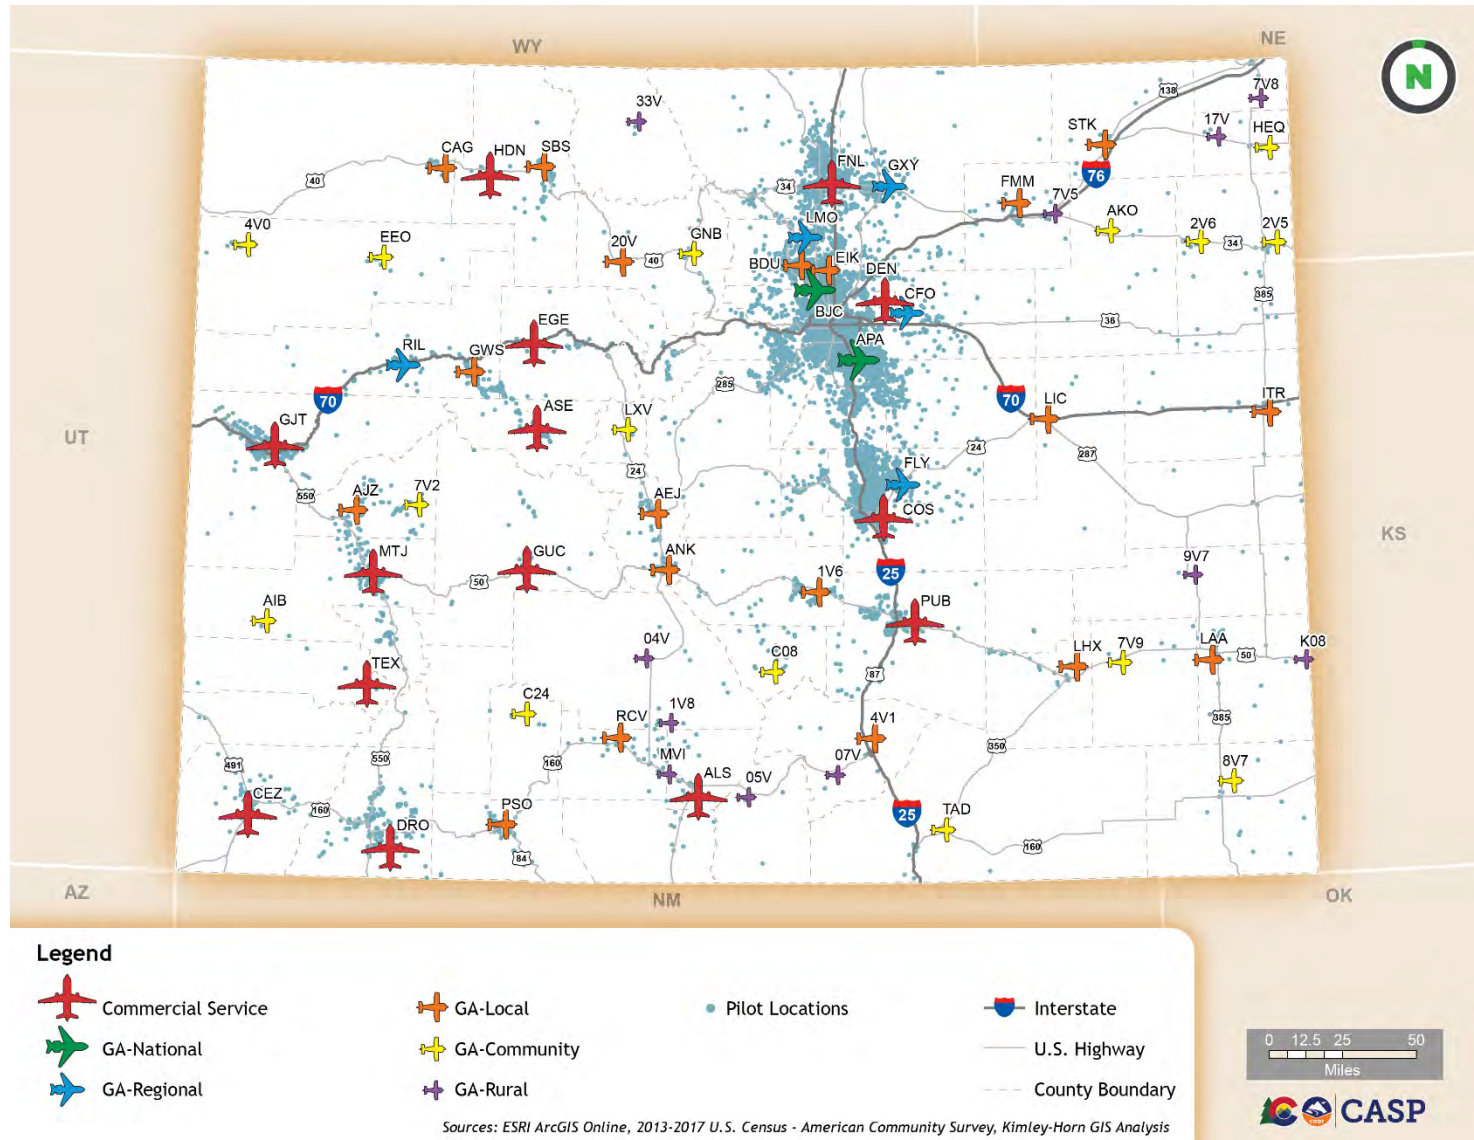 WY
NE
N
33V
7V8
138
STK
17V
HEQ
CAG
HDN
SBS
FNL
GXY
76
40
34
FMM
7V5
AKO
4V0
EEO
20V
40
GNB
LMO
2V6
34
2V5
BDU
EIK
DEN
CFO
385
BJC
36
EGE
RIL
GWS
APA
285
70
70
LIC
ITR
GJT
ASE
LXV
UT
24
24
287
FLY
550
AJZ
7V2
AEJ
COS
KS
MTJ
GUC
ANK
9V7
50
1V6
25
AIB
PUB
04V
C08
LHX
7V9
LAA
50
K08
TEX
87
C24
1V8
RCV
4V1
385
350
491
550
160
MVI
ALS
05V
07V
8V7
CEZ
160
DRO
PSO
25
TAD
84
160
AZ
NM
OK
Legend
Commercial Service
GA-National
GA-Regional
GA-Local
GA-Community
GA-Rural
Pilot Locations
Interstate
U.S. Highway
County Boundary
0 12.5 25 50
Miles
CASP
Sources: ESRI ArcGIS Online, 2013-2017 U.S. Census - American Community Survey, Kimley-Horn GIS Analysis